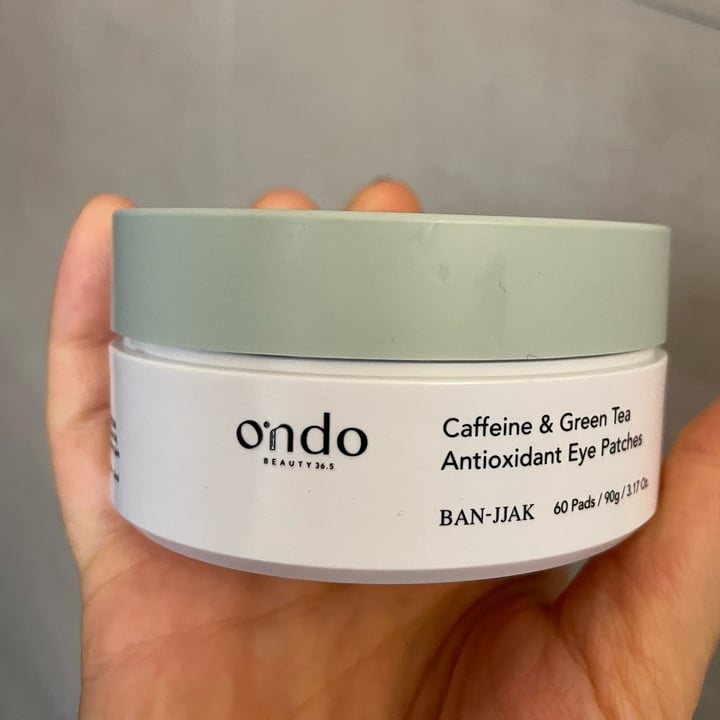 ondo
BEAUTY 36.5
Caffeine & Green Tea
Antioxidant Eye Patches
BAN-JJAK 60 Pads / 90g / 3.17 Oz.